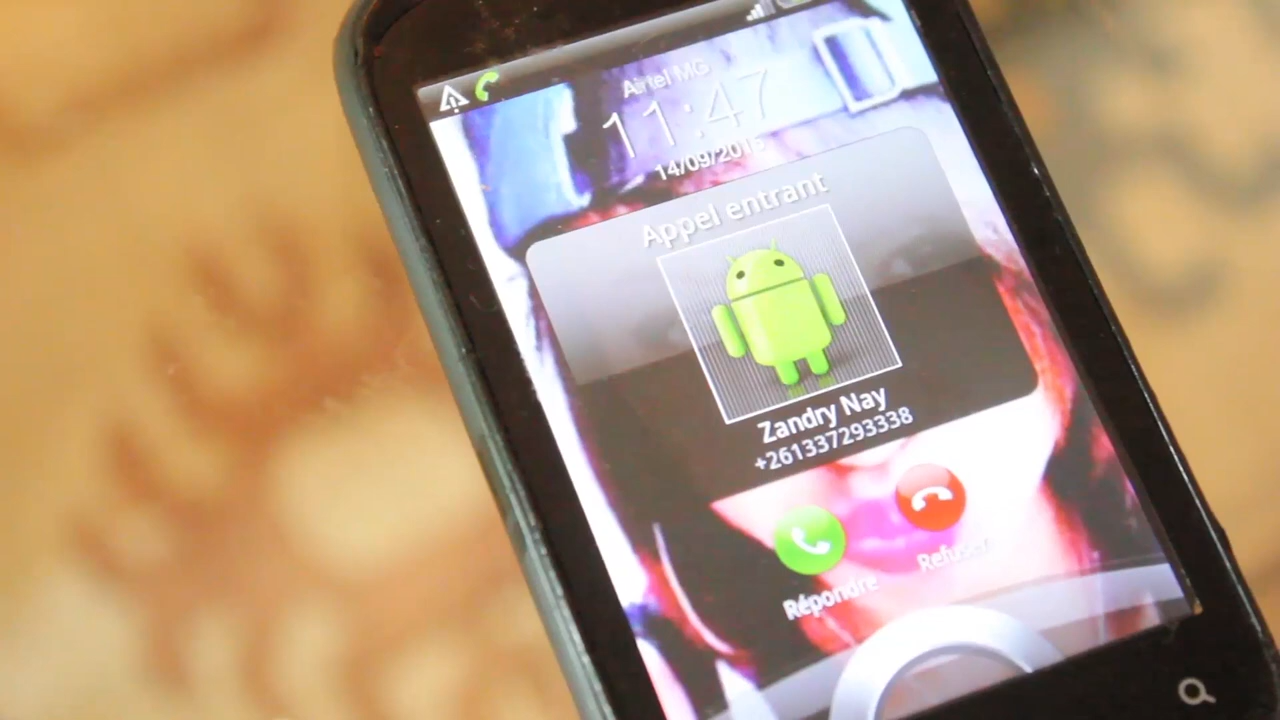 Airtel MG
11:47
14/09/2015
Appel entrant
Zandry Nay
+261337293338
Répondre
Refuser